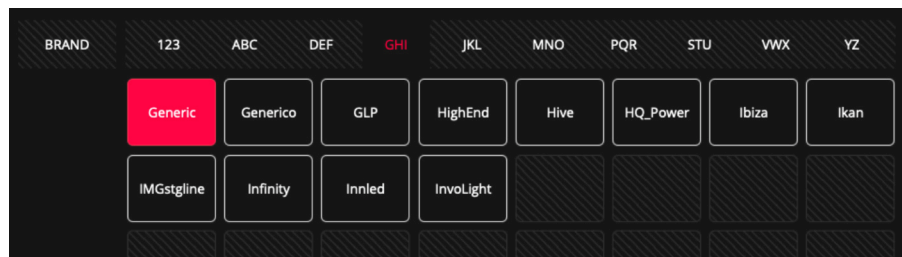 BRAND 123 ABC DEF GHI JKL MNO PQR STU VWX YZ
Generic Generico GLP HighEnd Hive HQ_Power Ibiza Ikan
IMGstgline Infinity Innled InvoLight